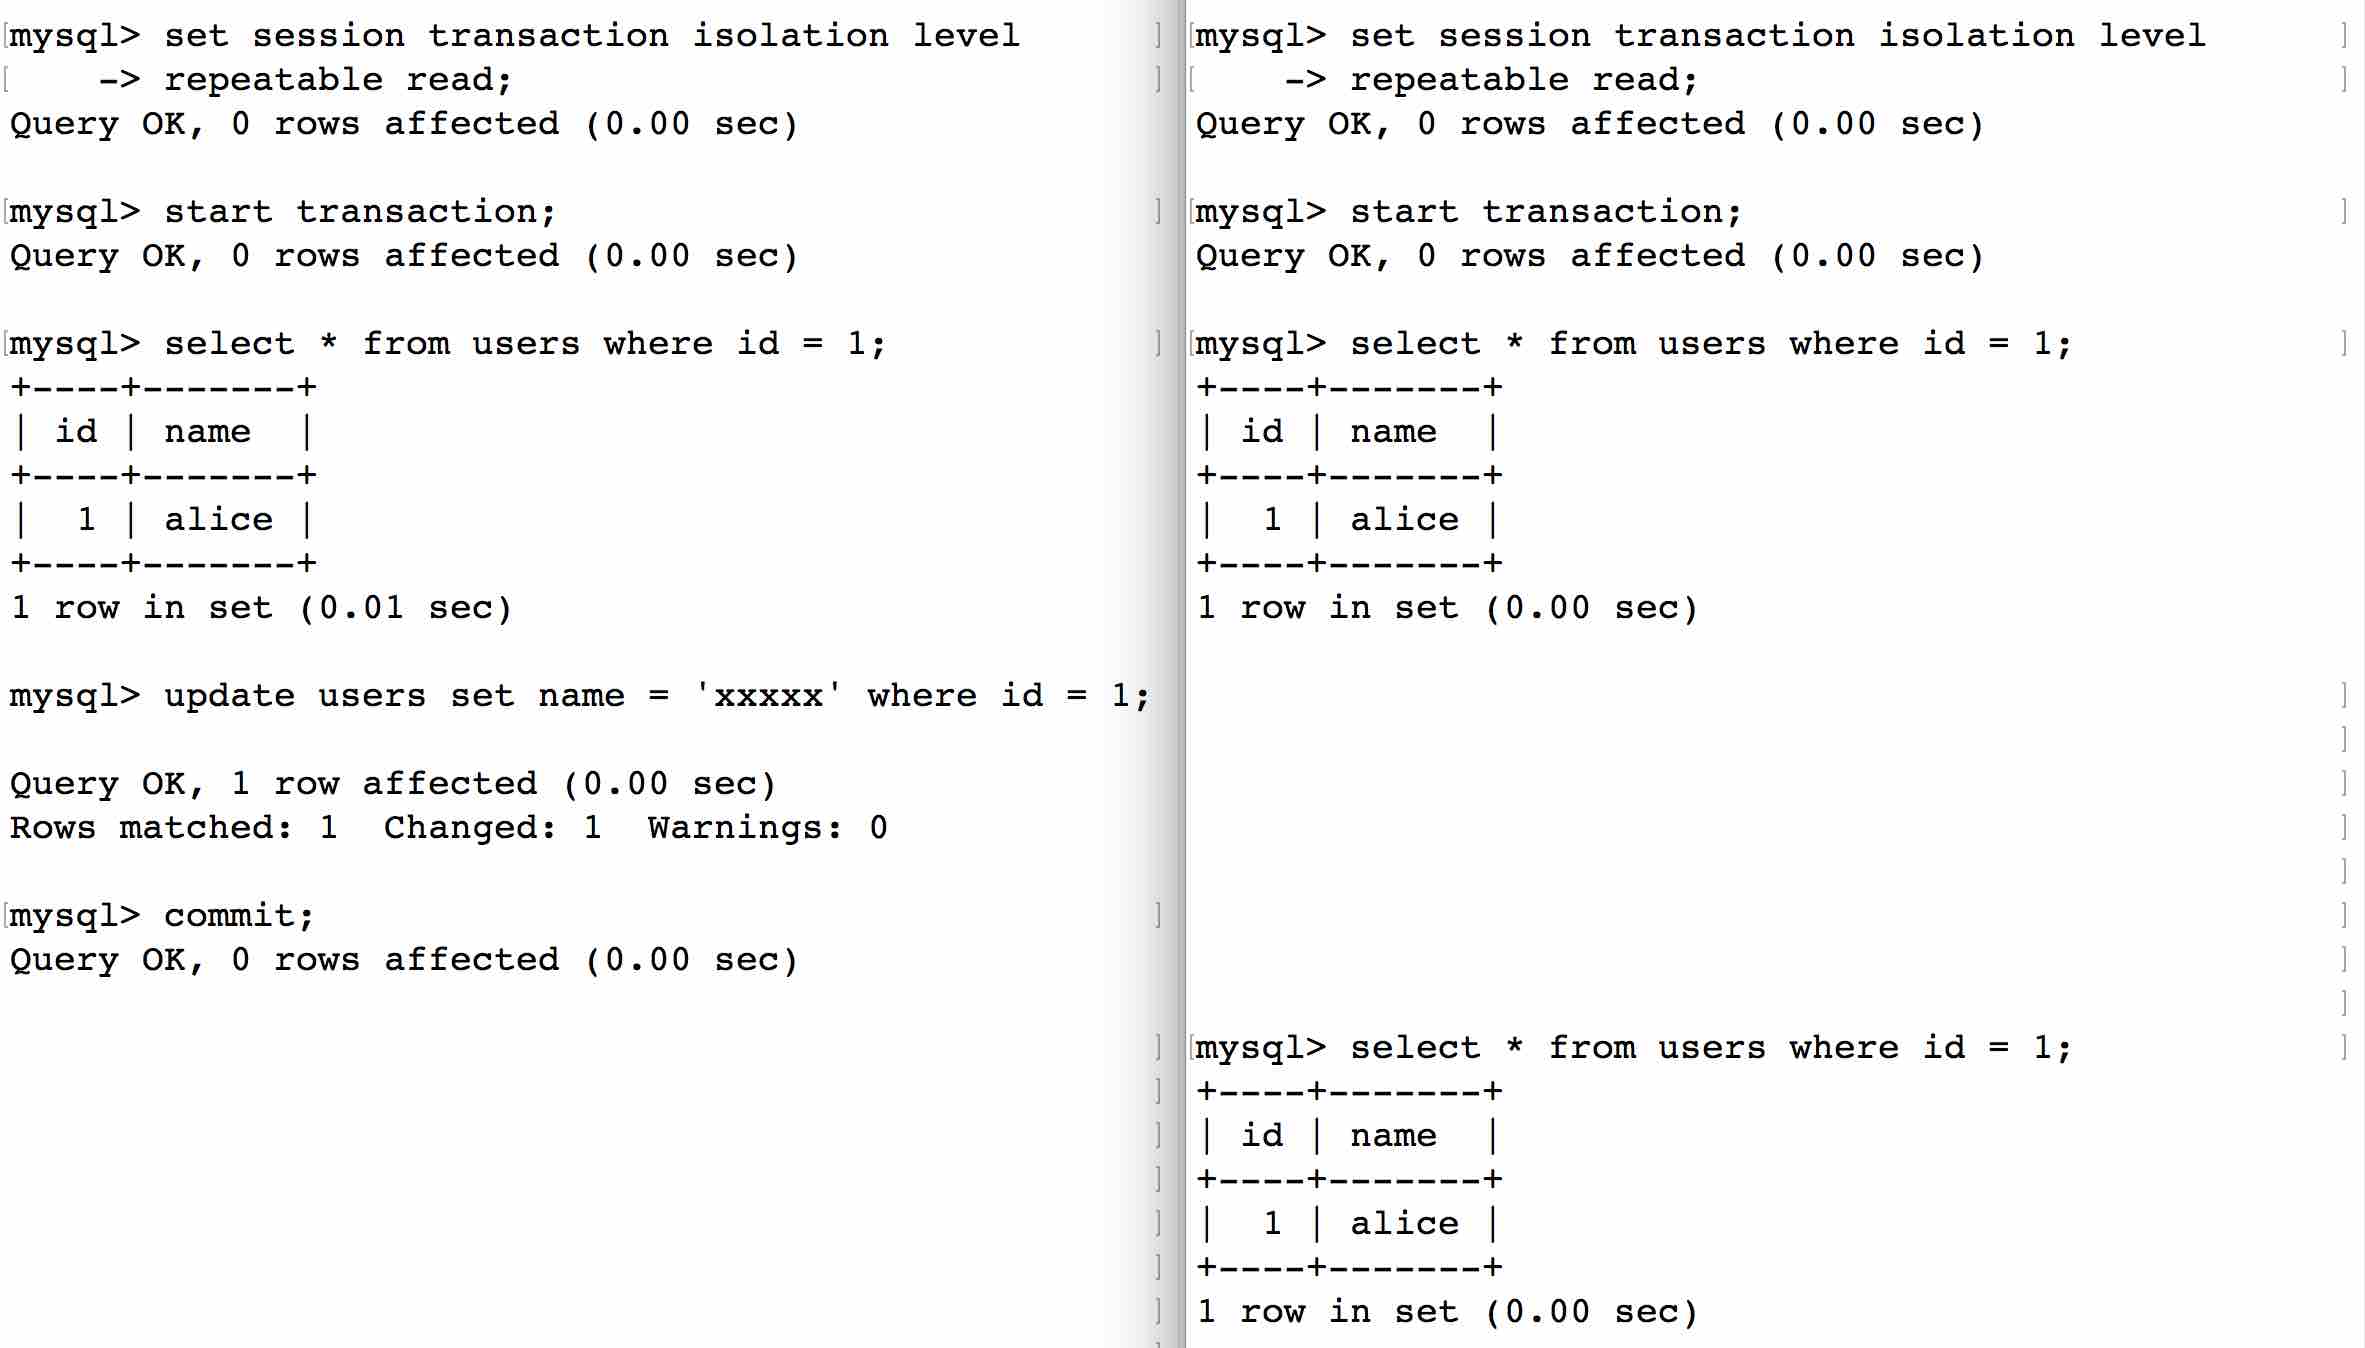 mysql> set session transaction isolation level
    -> repeatable read;
Query OK, 0 rows affected (0.00 sec)

mysql> start transaction;
Query OK, 0 rows affected (0.00 sec)

mysql> select * from users where id = 1;
+----+-------+
| id | name  |
+----+-------+
|  1 | alice |
+----+-------+
1 row in set (0.01 sec)

mysql> update users set name = 'xxxxx' where id = 1;

Query OK, 1 row affected (0.00 sec)
Rows matched: 1  Changed: 1  Warnings: 0

mysql> commit;
Query OK, 0 rows affected (0.00 sec)

mysql> set session transaction isolation level
    -> repeatable read;
Query OK, 0 rows affected (0.00 sec)

mysql> start transaction;
Query OK, 0 rows affected (0.00 sec)

mysql> select * from users where id = 1;
+----+-------+
| id | name  |
+----+-------+
|  1 | alice |
+----+-------+
1 row in set (0.00 sec)

mysql> select * from users where id = 1;
+----+-------+
| id | name  |
+----+-------+
|  1 | alice |
+----+-------+
1 row in set (0.00 sec)